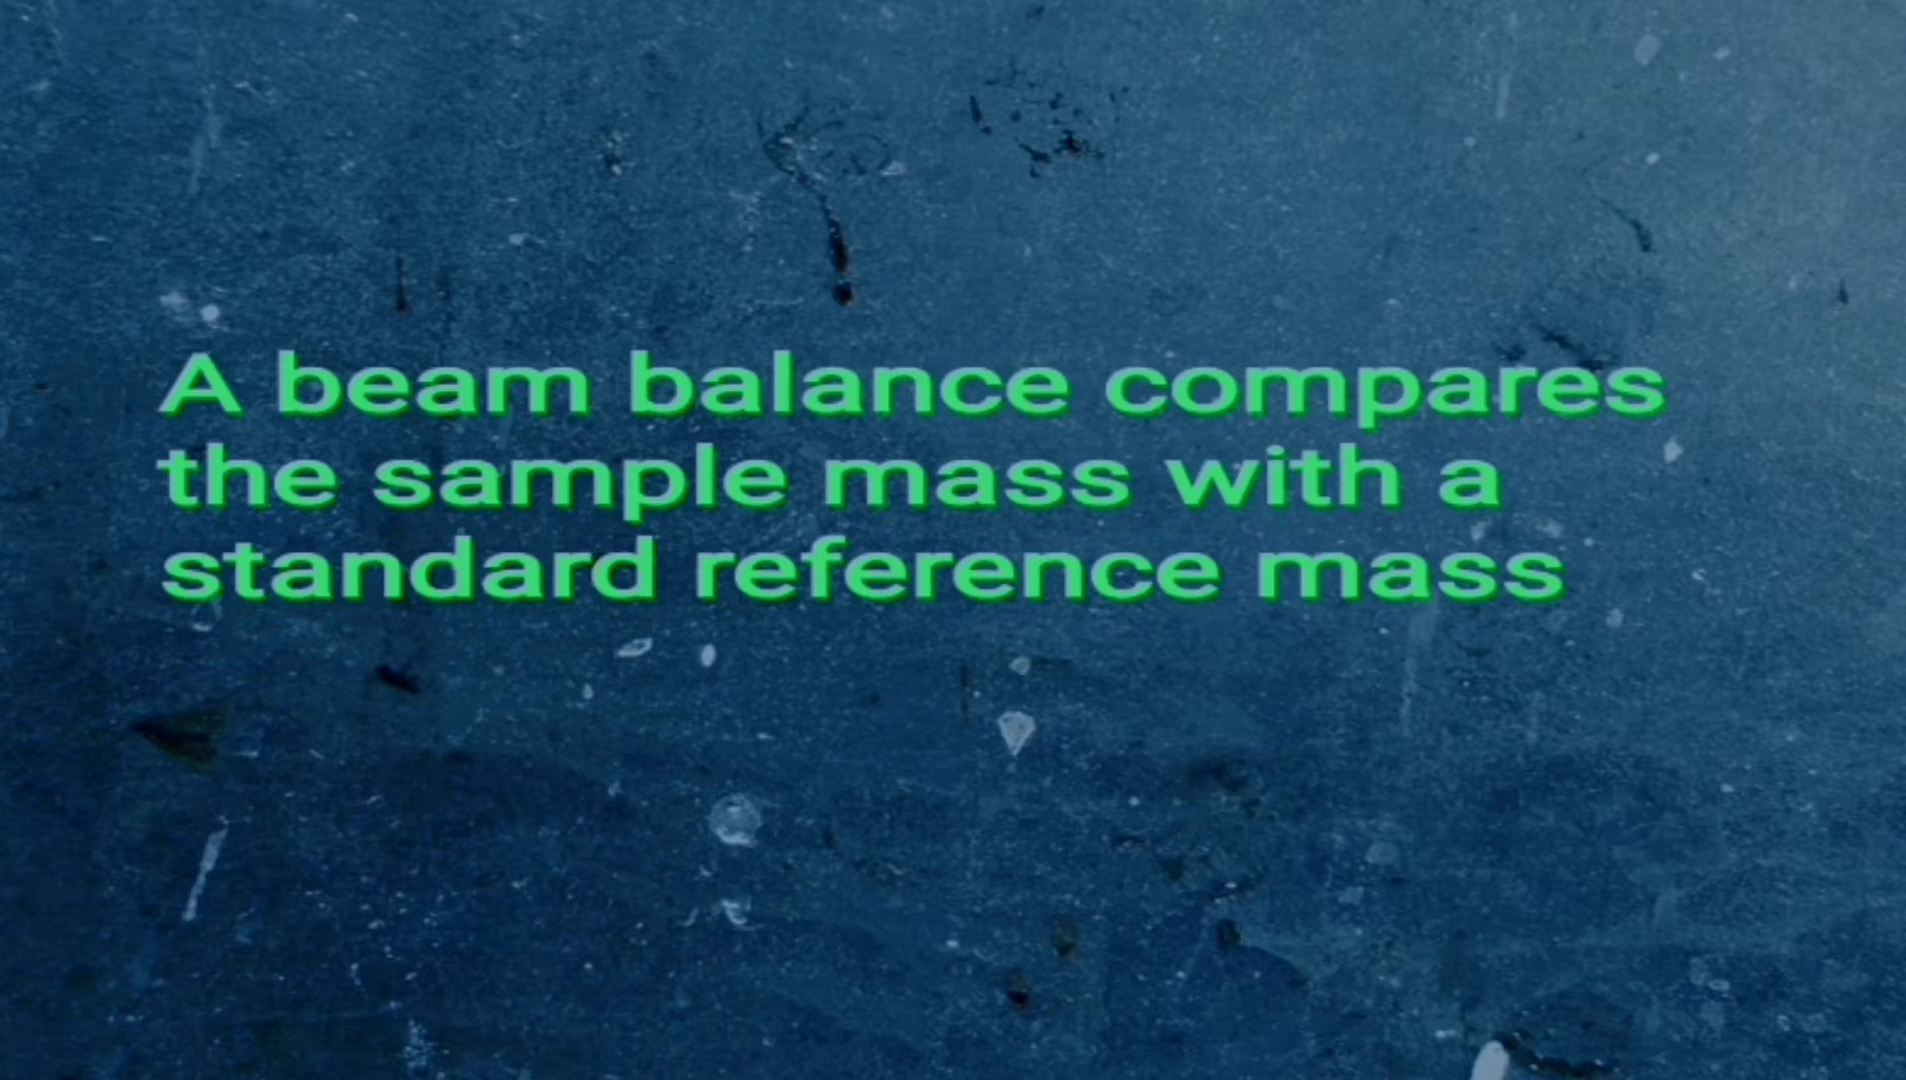 A beam balance compares
the sample mass with a
standard reference mass